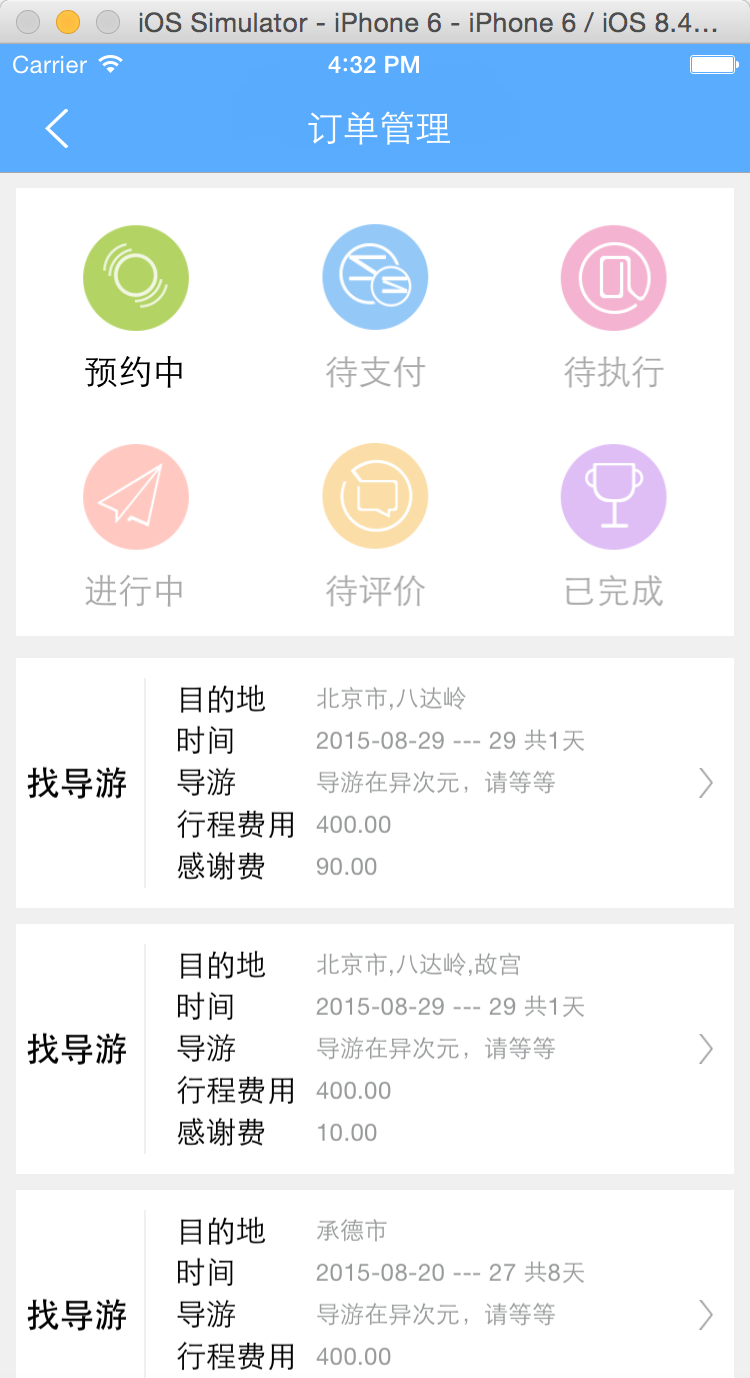 iOS Simulator - iPhone 6 - iPhone 6 / iOS 8.4...
Carrier 4:32 PM
订单管理
预约中 待支付 待执行
进行中 待评价 已完成
找导游
目的地 北京市,八达岭
时间 2015-08-29 --- 29 共1天
导游 导游在异次元，请等等
行程费用 400.00
感谢费 90.00
找导游
目的地 北京市,八达岭,故宫
时间 2015-08-29 --- 29 共1天
导游 导游在异次元，请等等
行程费用 400.00
感谢费 10.00
找导游
目的地 承德市
时间 2015-08-20 --- 27 共8天
导游 导游在异次元，请等等
行程费用 400.00